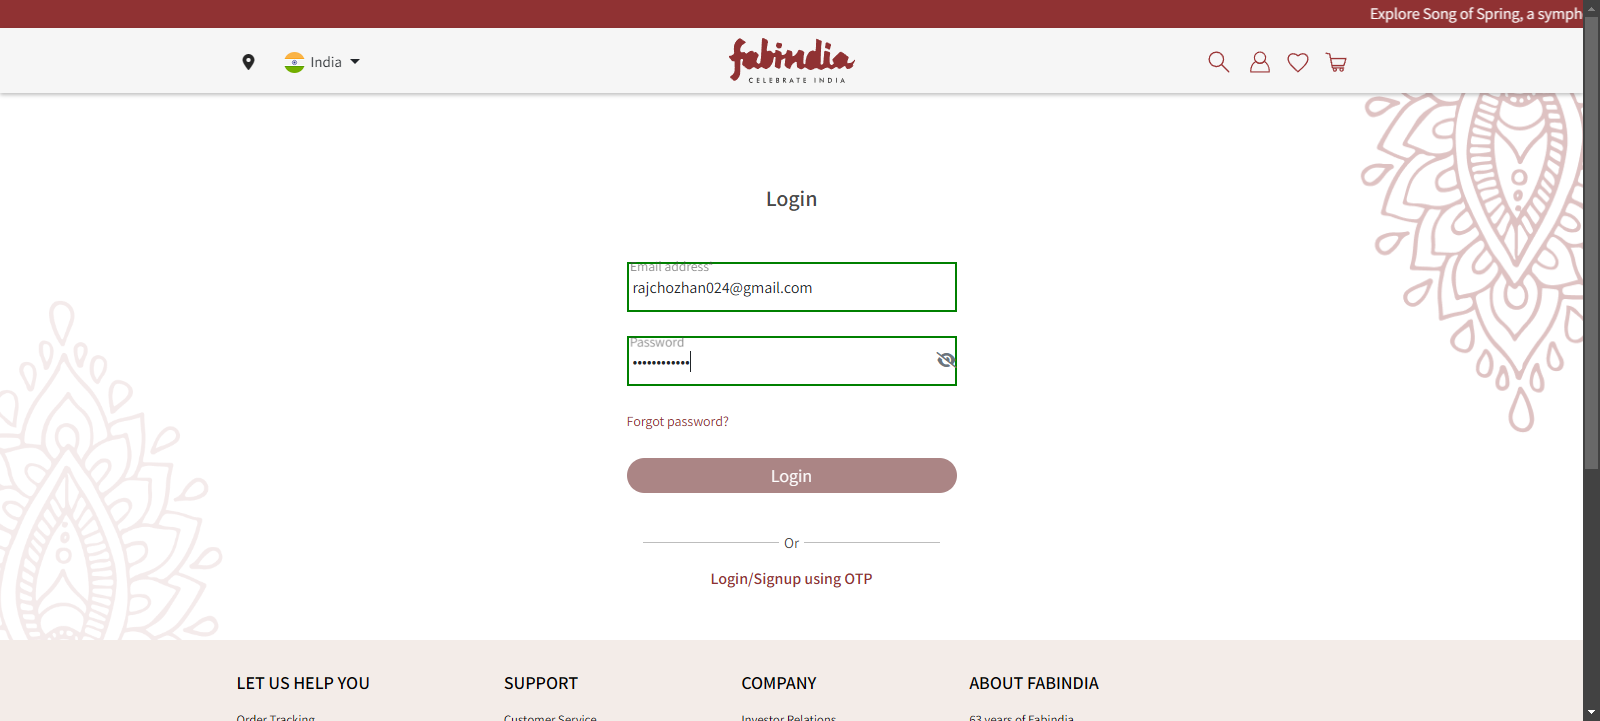 Explore Song of Spring, a symph
India
fabindia
CELEBRATE INDIA
Login
Email address*
rajchozhan024@gmail.com
Password
••••••••••••
Forgot password?
Login
Or
Login/Signup using OTP
LET US HELP YOU
SUPPORT
COMPANY
ABOUT FABINDIA
Order Tracking
Customer Service
Investor Relations
63 years of Fabindia